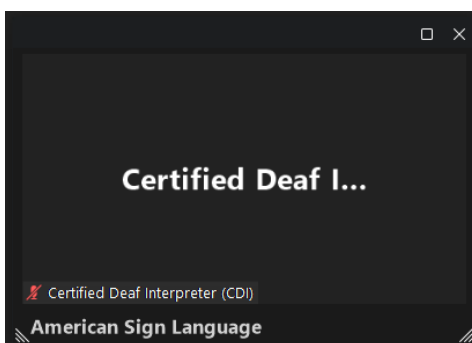 Certified Deaf I...
Certified Deaf Interpreter (CDI)
American Sign Language